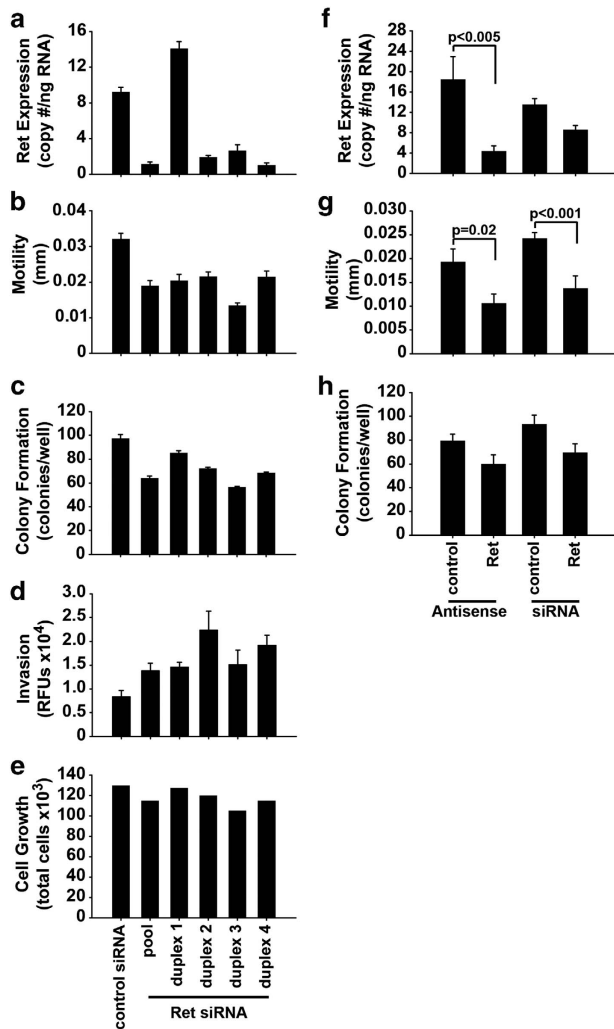 a
Ret Expression
(copy #/ng RNA)
16
12
8
4
0
b
Motility
(mm)
0.04
0.03
0.02
0.01
0
c
Colony Formation
(colonies/well)
120
100
80
60
40
20
0
d
Invasion
(RFUs x10⁴)
3.0
2.5
2.0
1.5
1.0
0.5
0
e
Cell Growth
(total cells x10³)
140
120
100
80
60
40
20
0
control siRNA
pool
duplex 1
duplex 2
duplex 3
duplex 4
Ret siRNA
f
Ret Expression
(copy #/ng RNA)
28
24
20
16
12
8
4
0
p<0.005
g
Motility
(mm)
0.030
0.025
0.020
0.015
0.010
0.005
0
p=0.02
p<0.001
h
Colony Formation
(colonies/well)
120
100
80
60
40
20
0
control
Ret
control
Ret
Antisense
siRNA